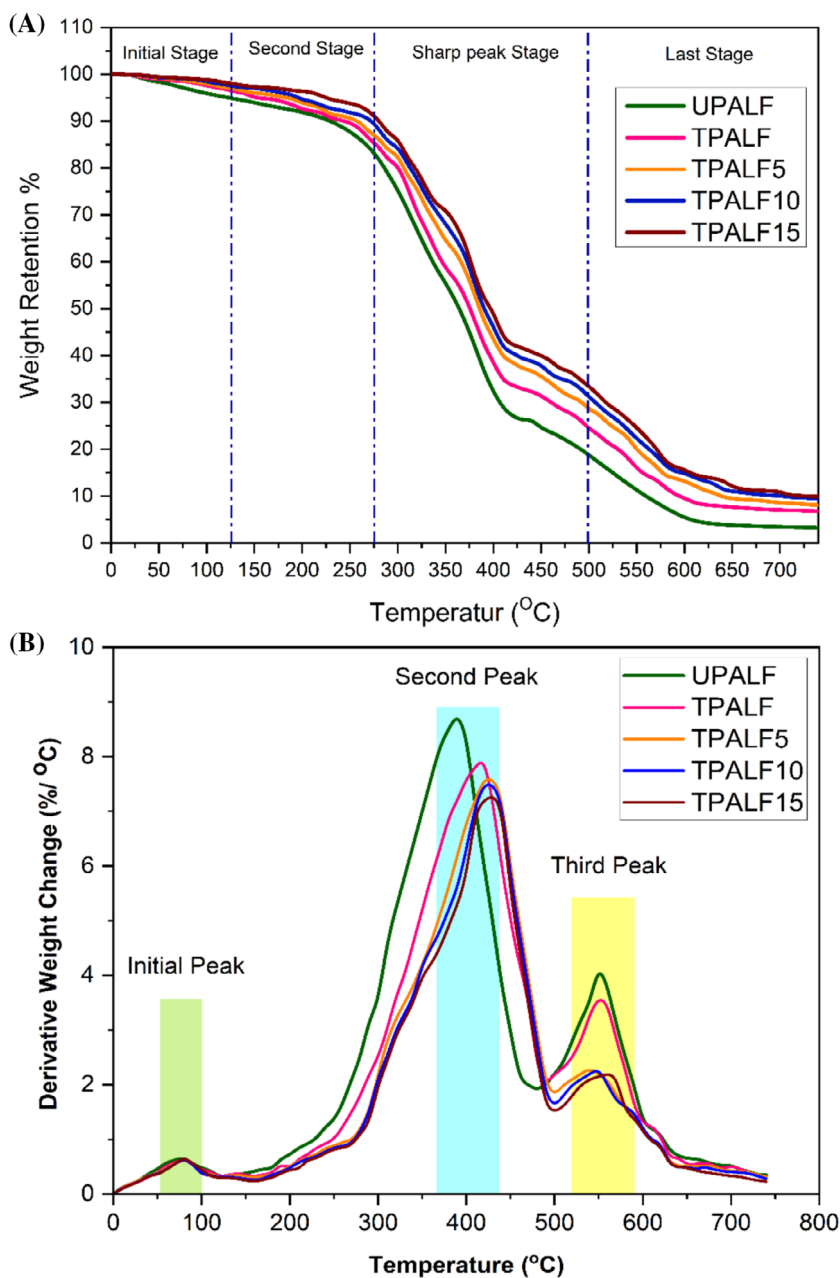 (A)
Initial Stage Second Stage Sharp peak Stage Last Stage
UPALF
TPALF
TPALF5
TPALF10
TPALF15
Weight Retention %
110
100
90
80
70
60
50
40
30
20
10
0
0 50 100 150 200 250 300 350 400 450 500 550 600 650 700
Temperatur (ᴼC)
(B)
Second Peak
Third Peak
Initial Peak
UPALF
TPALF
TPALF5
TPALF10
TPALF15
Derivative Weight Change (%/ ᴼC)
10
8
6
4
2
0
0 100 200 300 400 500 600 700 800
Temperature (ᴼC)